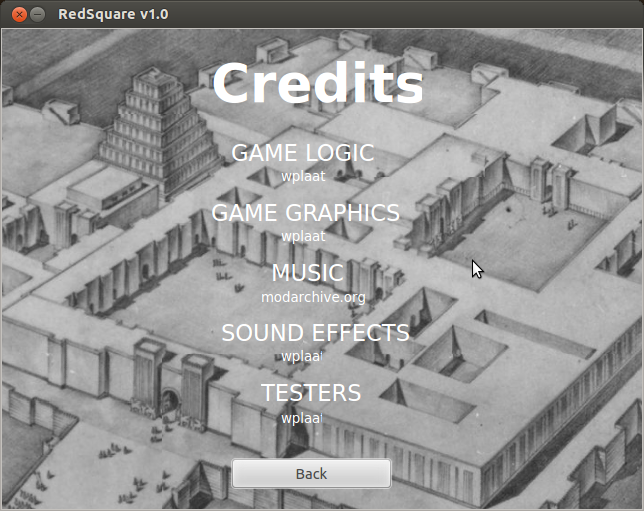 RedSquare v1.0
Credits
GAME LOGIC
wplaat
GAME GRAPHICS
wplaat
MUSIC
modarchive.org
SOUND EFFECTS
wplaat
TESTERS
wplaat
Back